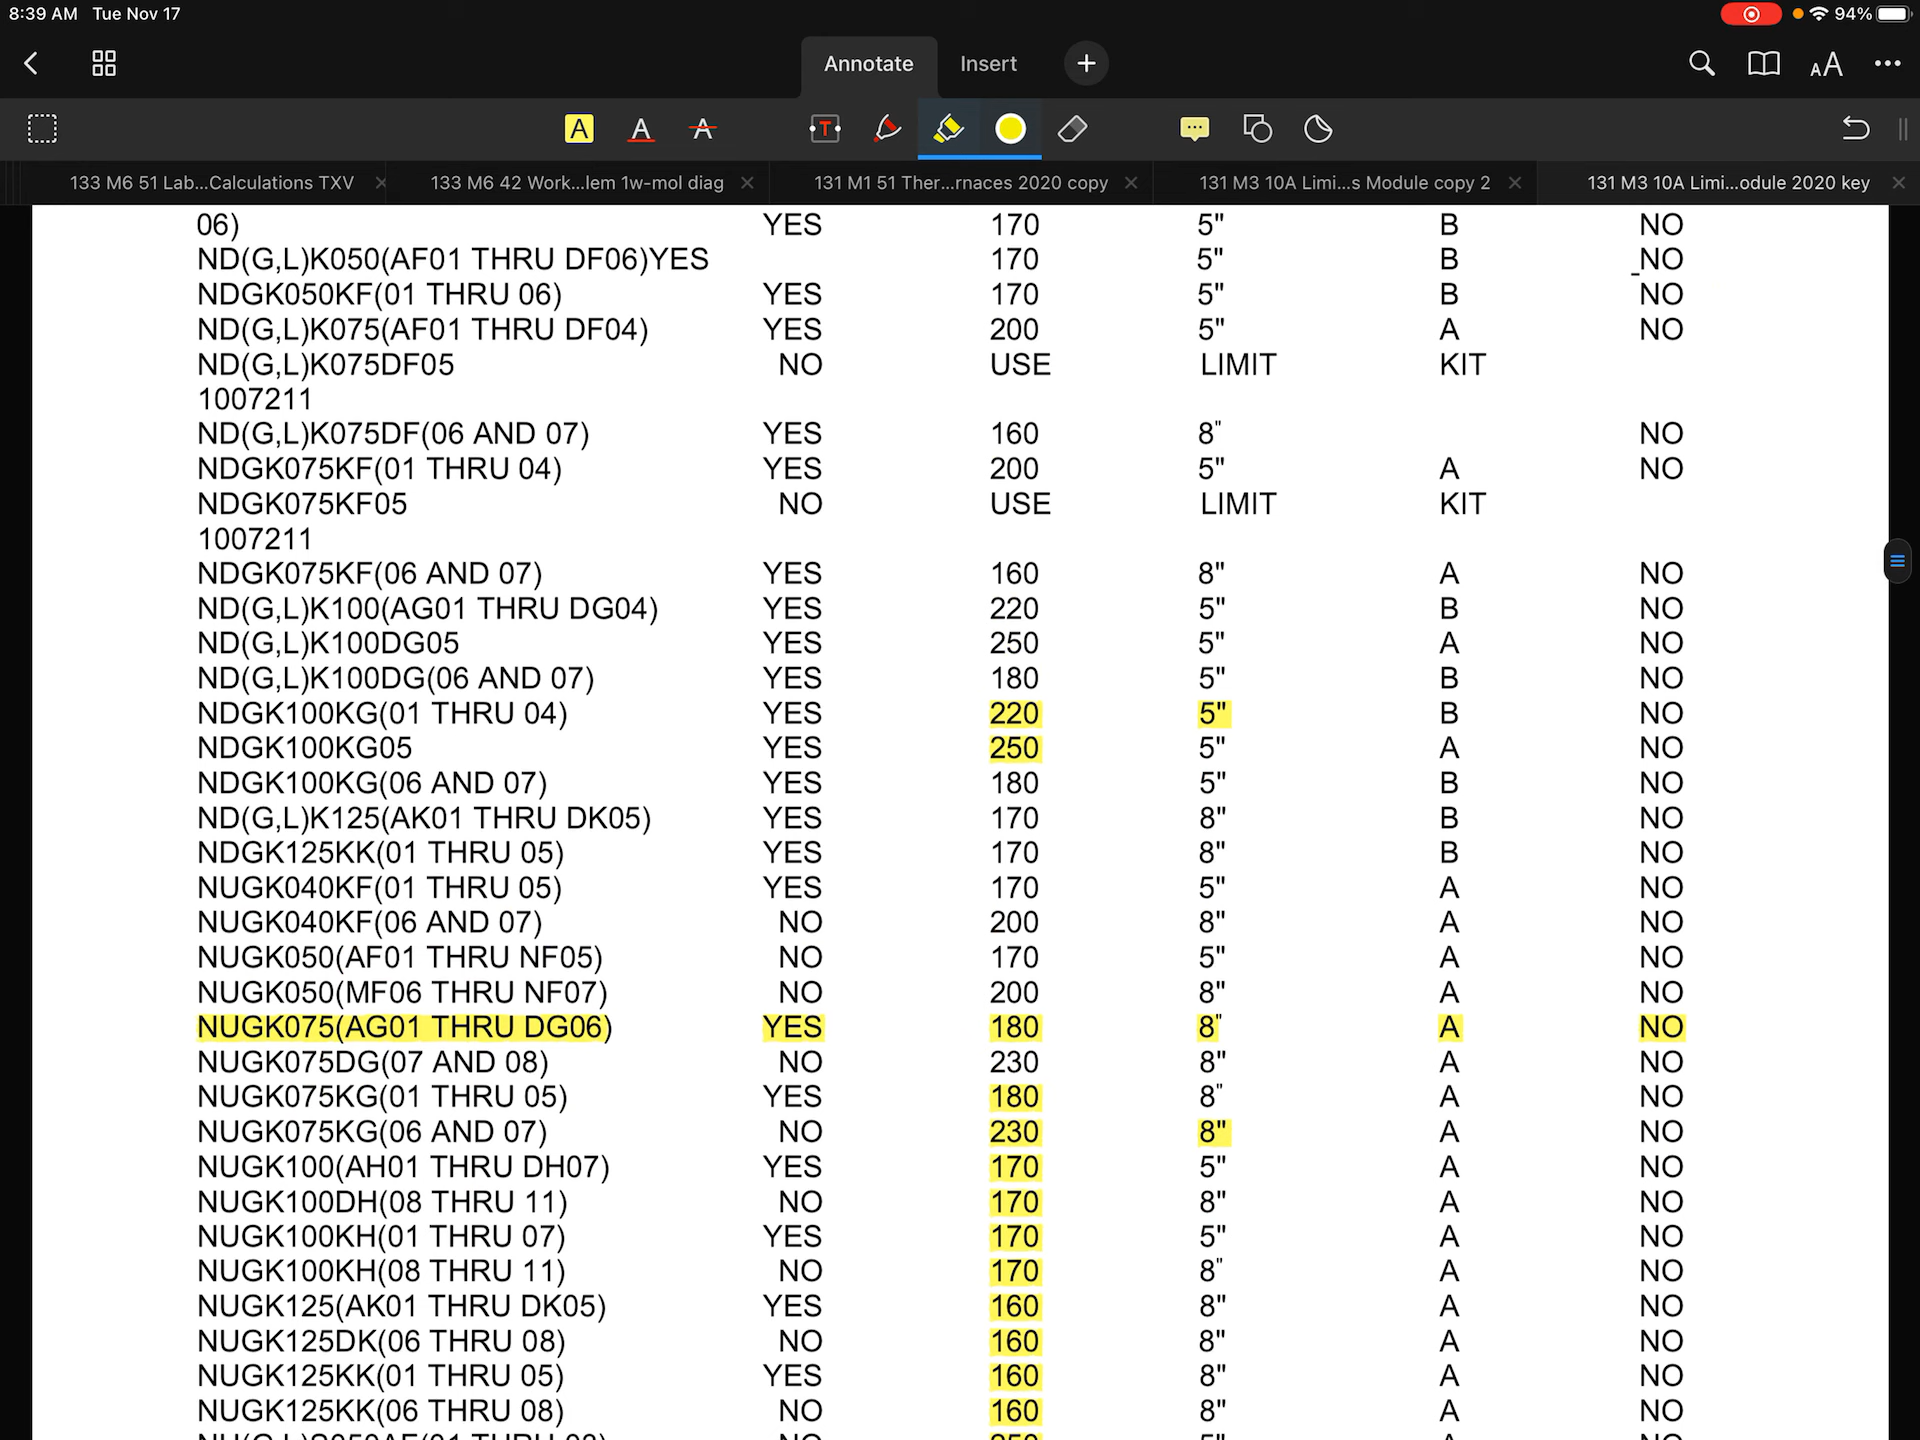 8:39 AM Tue Nov 17 94%
Annotate Insert
133 M6 51 Lab...Calculations TXV 133 M6 42 Work...lem 1w-mol diag 131 M1 51 Ther...rnaces 2020 copy 131 M3 10A Limi...s Module copy 2 131 M3 10A Limi...odule 2020 key
06) YES 170 5" B NO
ND(G,L)K050(AF01 THRU DF06)YES 170 5" B _NO
NDGK050KF(01 THRU 06) YES 170 5" B NO
ND(G,L)K075(AF01 THRU DF04) YES 200 5" A NO
ND(G,L)K075DF05 NO USE LIMIT KIT
1007211
ND(G,L)K075DF(06 AND 07) YES 160 8" NO
NDGK075KF(01 THRU 04) YES 200 5" A NO
NDGK075KF05 NO USE LIMIT KIT
1007211
NDGK075KF(06 AND 07) YES 160 8" A NO
ND(G,L)K100(AG01 THRU DG04) YES 220 5" B NO
ND(G,L)K100DG05 YES 250 5" A NO
ND(G,L)K100DG(06 AND 07) YES 180 5" B NO
NDGK100KG(01 THRU 04) YES 220 5" B NO
NDGK100KG05 YES 250 5" A NO
NDGK100KG(06 AND 07) YES 180 5" B NO
ND(G,L)K125(AK01 THRU DK05) YES 170 8" B NO
NDGK125KK(01 THRU 05) YES 170 8" B NO
NUGK040KF(01 THRU 05) YES 170 5" A NO
NUGK040KF(06 AND 07) NO 200 8" A NO
NUGK050(AF01 THRU NF05) NO 170 5" A NO
NUGK050(MF06 THRU NF07) NO 200 8" A NO
NUGK075(AG01 THRU DG06) YES 180 8" A NO
NUGK075DG(07 AND 08) NO 230 8" A NO
NUGK075KG(01 THRU 05) YES 180 8" A NO
NUGK075KG(06 AND 07) NO 230 8" A NO
NUGK100(AH01 THRU DH07) YES 170 5" A NO
NUGK100DH(08 THRU 11) NO 170 8" A NO
NUGK100KH(01 THRU 07) YES 170 5" A NO
NUGK100KH(08 THRU 11) NO 170 8" A NO
NUGK125(AK01 THRU DK05) YES 160 8" A NO
NUGK125DK(06 THRU 08) NO 160 8" A NO
NUGK125KK(01 THRU 05) YES 160 8" A NO
NUGK125KK(06 THRU 08) NO 160 8" A NO